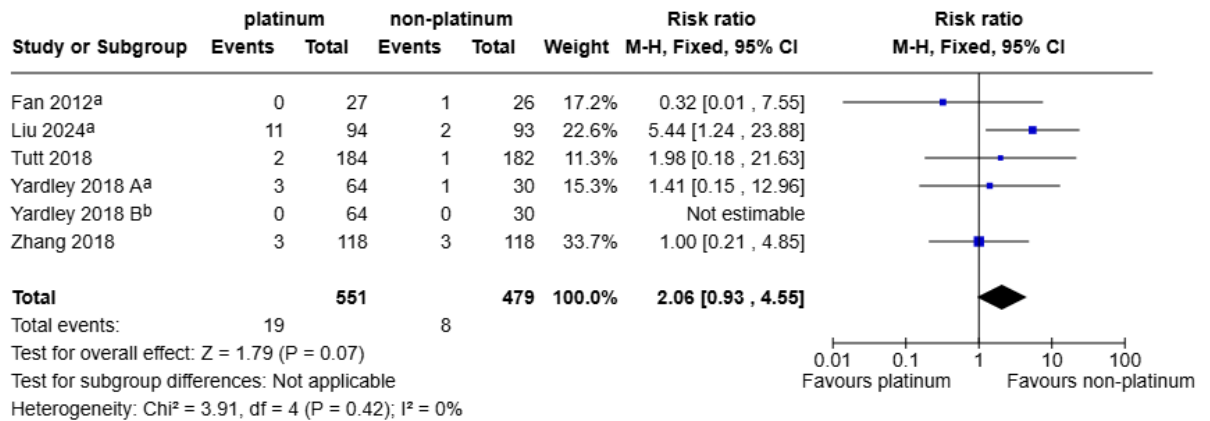 platinum non-platinum Risk ratio Risk ratio
Study or Subgroup Events Total Events Total Weight M-H, Fixed, 95% CI M-H, Fixed, 95% CI
Fan 2012ª 0 27 1 26 17.2% 0.32 [0.01 , 7.55]
Liu 2024ª 11 94 2 93 22.6% 5.44 [1.24 , 23.88]
Tutt 2018 2 184 1 182 11.3% 1.98 [0.18 , 21.63]
Yardley 2018 Aª 3 64 1 30 15.3% 1.41 [0.15 , 12.96]
Yardley 2018 Bᵇ 0 64 0 30 Not estimable
Zhang 2018 3 118 3 118 33.7% 1.00 [0.21 , 4.85]
Total 551 479 100.0% 2.06 [0.93 , 4.55]
Total events: 19 8
Test for overall effect: Z = 1.79 (P = 0.07)
Test for subgroup differences: Not applicable
Heterogeneity: Chi² = 3.91, df = 4 (P = 0.42); I² = 0%
0.01 0.1 1 10 100
Favours platinum Favours non-platinum